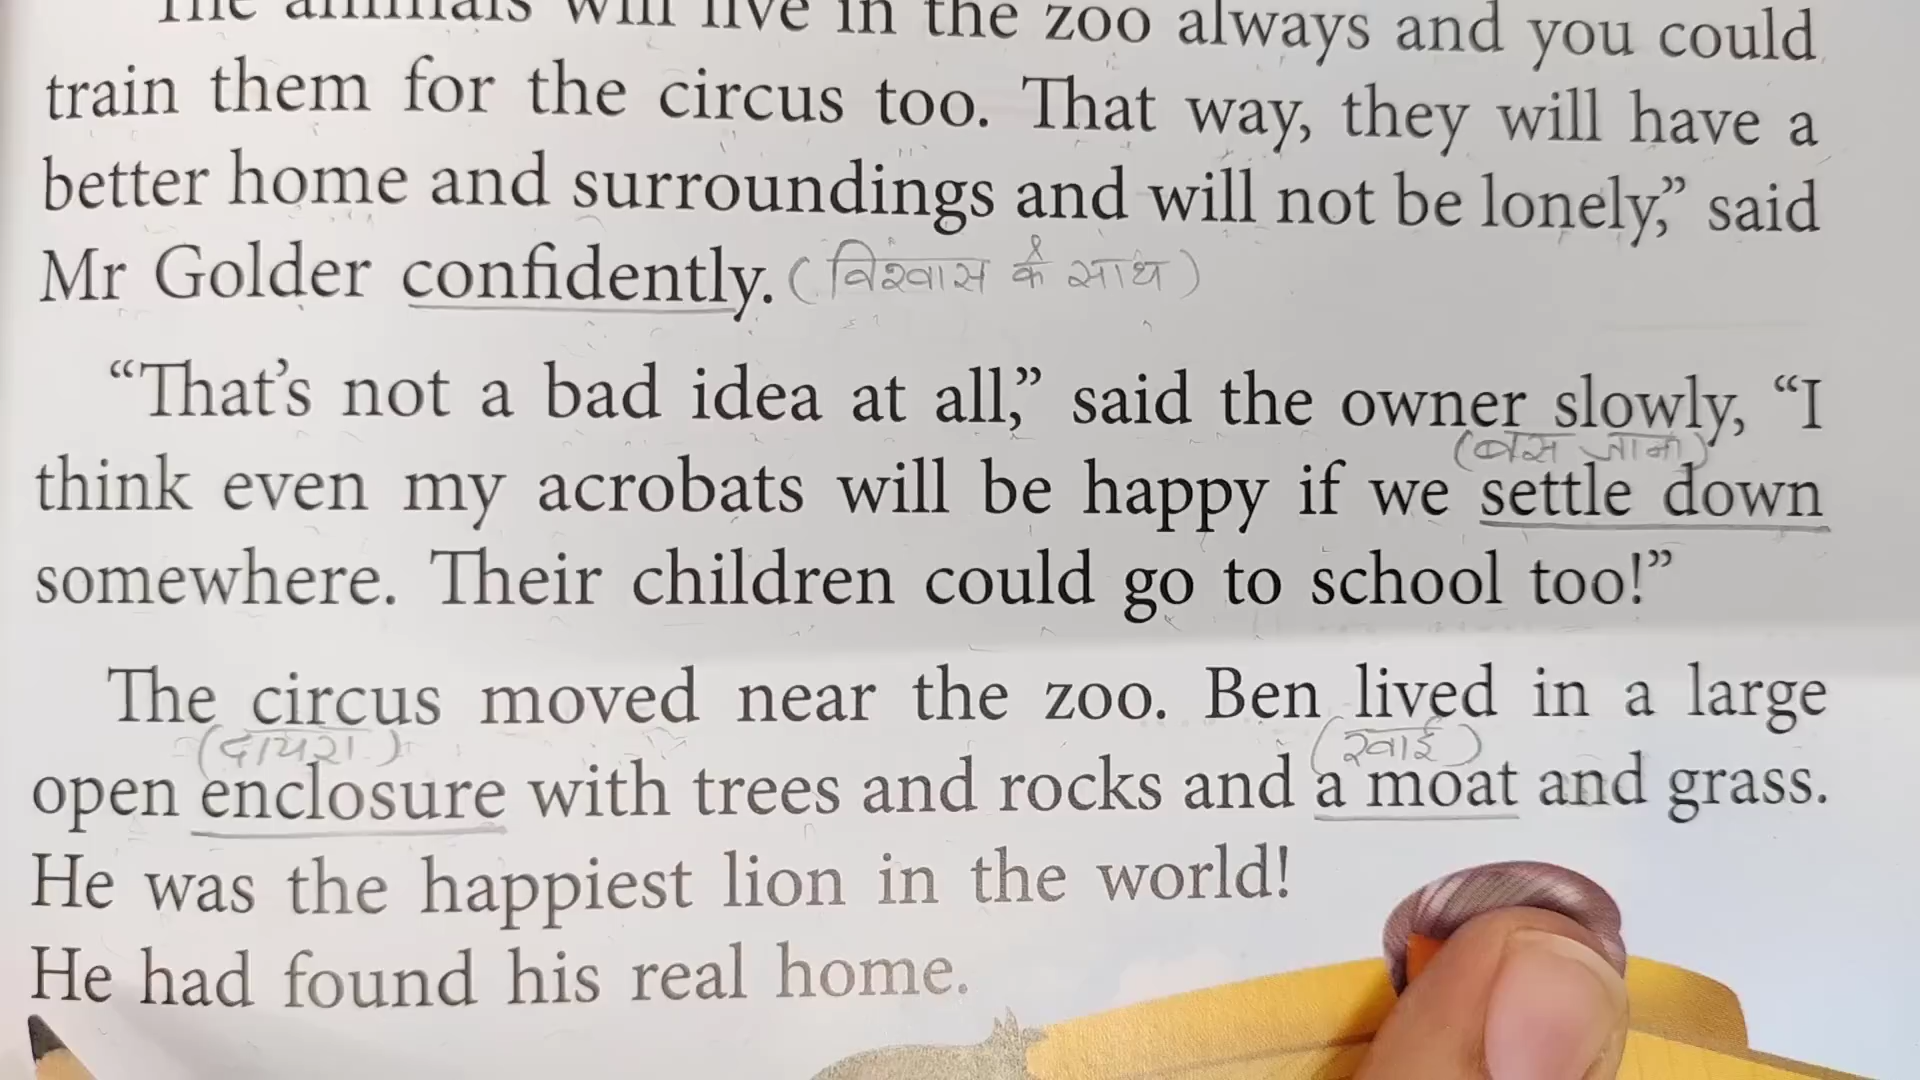 The animals will live in the zoo always and you could
train them for the circus too. That way, they will have a
better home and surroundings and will not be lonely,” said
Mr Golder confidently. (विश्वास के साथ)
“That’s not a bad idea at all,” said the owner slowly, “I
(बस जाना)
think even my acrobats will be happy if we settle down
somewhere. Their children could go to school too!”
The circus moved near the zoo. Ben lived in a large
(दायरा) (खाई)
open enclosure with trees and rocks and a moat and grass.
He was the happiest lion in the world!
He had found his real home.